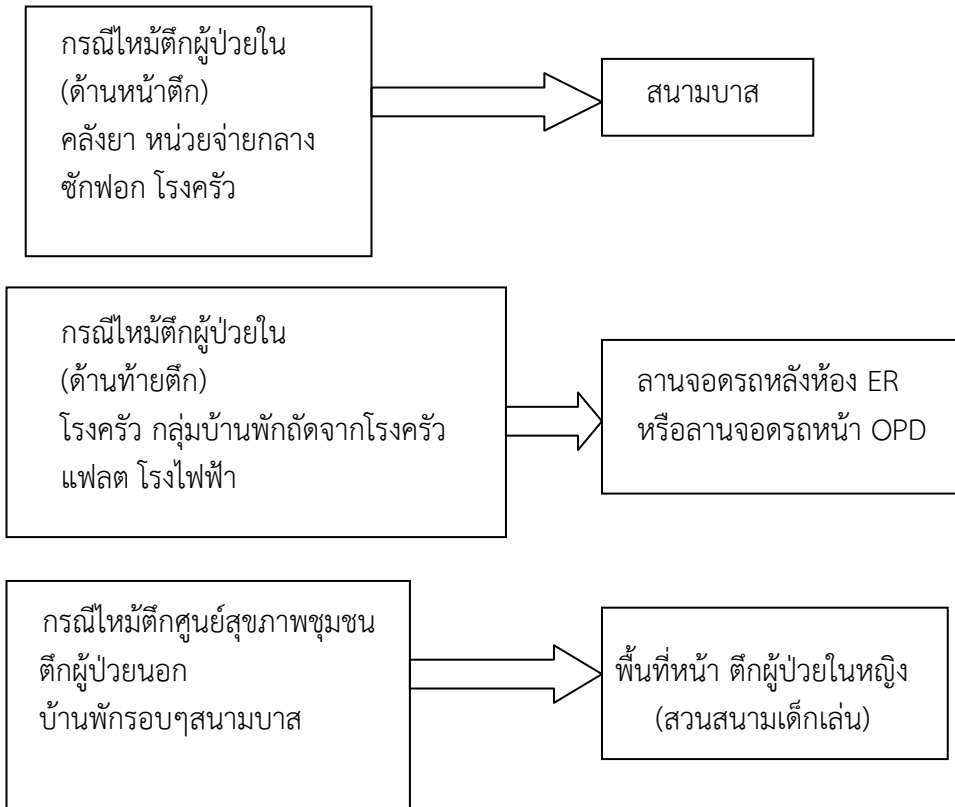 กรณีไหม้ตึกผู้ป่วยใน
(ด้านหน้าตึก)
คลังยา หน่วยจ่ายกลาง
ซักฟอก โรงครัว
สนามบาส
กรณีไหม้ตึกผู้ป่วยใน
(ด้านท้ายตึก)
โรงครัว กลุ่มบ้านพักถัดจากโรงครัว
แฟลต โรงไฟฟ้า
ลานจอดรถหลังห้อง ER
หรือลานจอดรถหน้า OPD
กรณีไหม้ตึกศูนย์สุขภาพชุมชน
ตึกผู้ป่วยนอก
บ้านพักรอบๆสนามบาส
พื้นที่หน้า ตึกผู้ป่วยในหญิง
(สวนสนามเด็กเล่น)